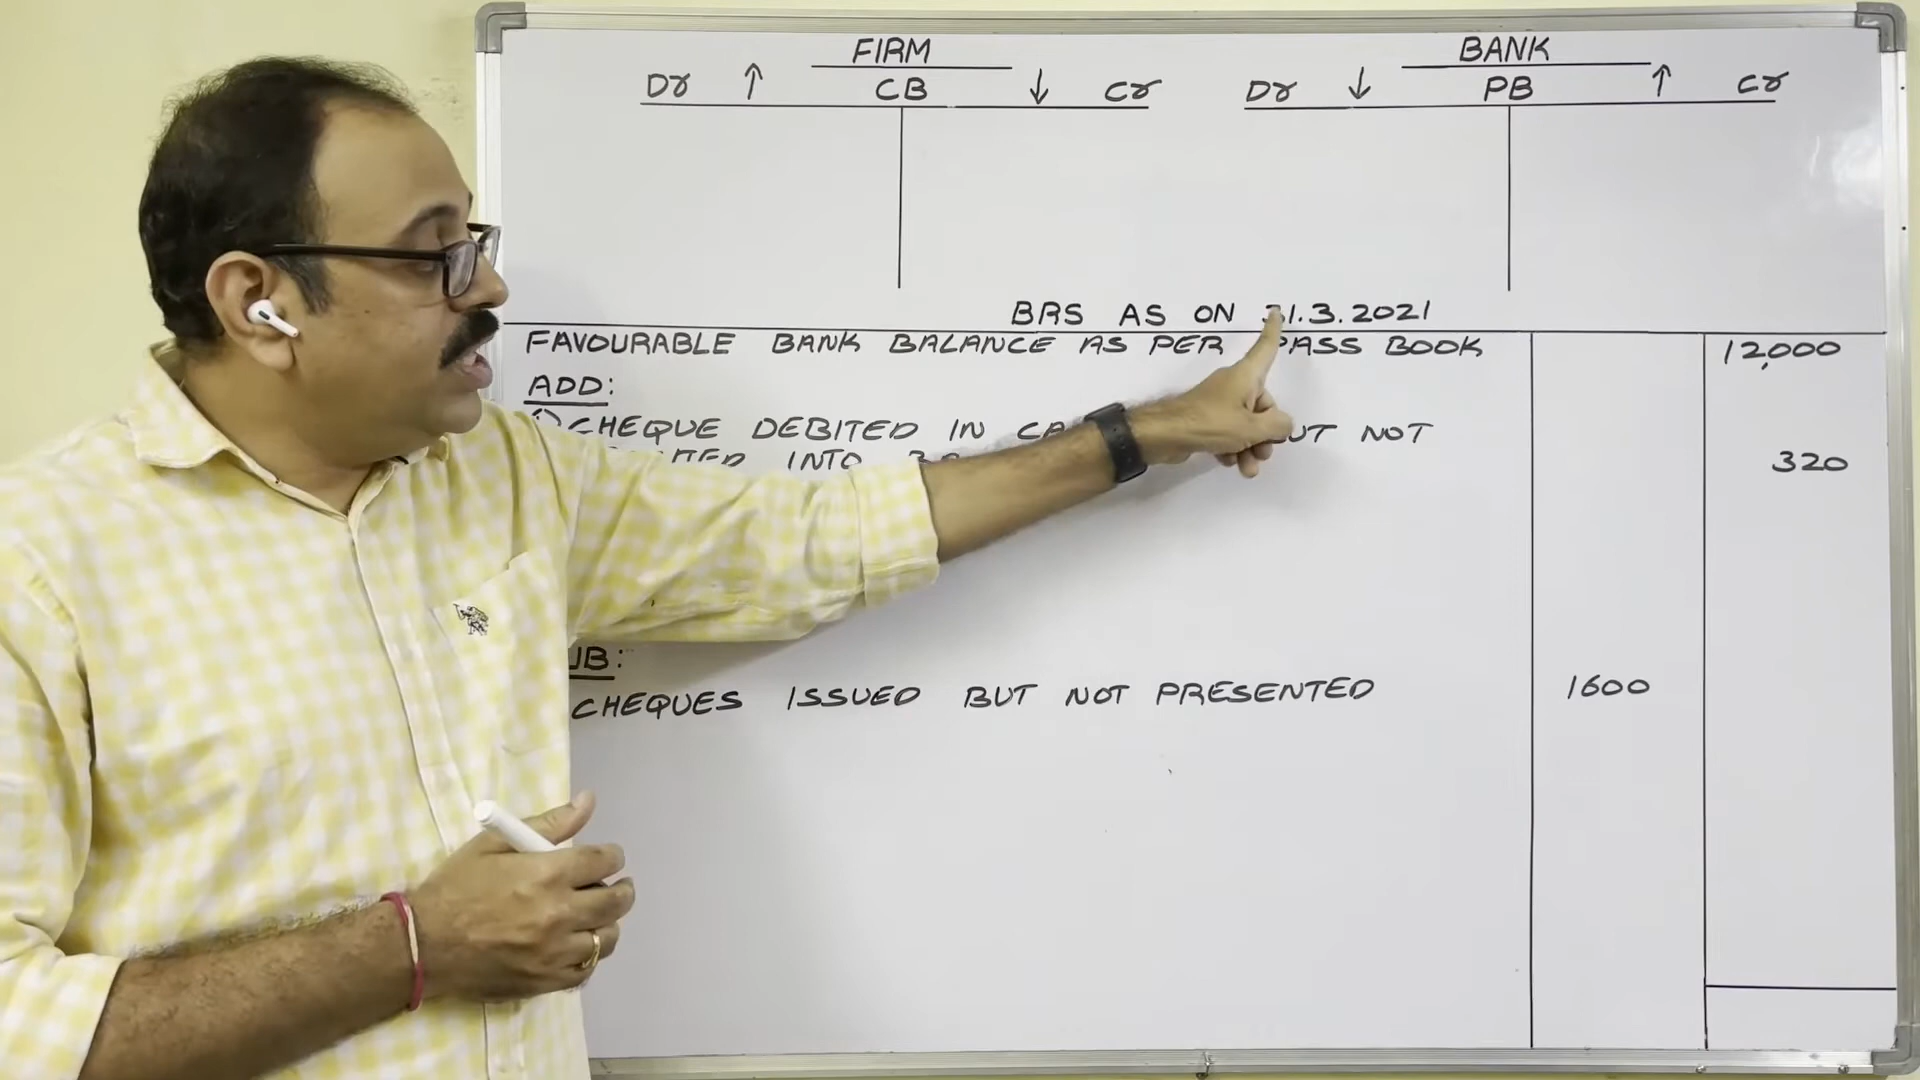 FIRM
BANK
Dr ↑ CB ↓ Cr
Dr ↓ PB ↑ Cr
BRS AS ON 31.3.2021
FAVOURABLE BANK BALANCE AS PER PASS BOOK 12,000
ADD:
CHEQUE DEBITED IN BUT NOT
INTO 320
CHEQUES ISSUED BUT NOT PRESENTED 1600